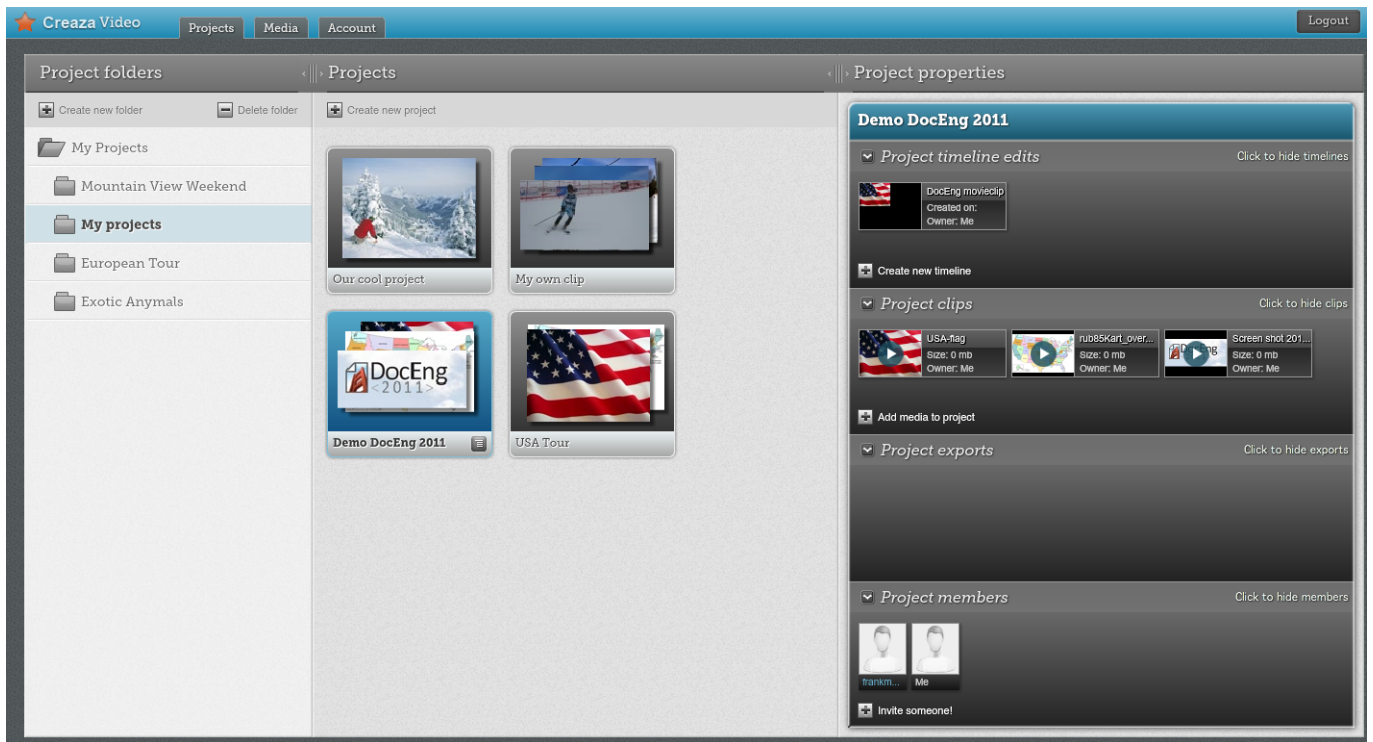 Creaza Video
Projects
Media
Account
Logout
Project folders
Projects
Project properties
Create new folder
Delete folder
Create new project
My Projects
Mountain View Weekend
My projects
European Tour
Exotic Anymals
Our cool project
My own clip
DocEng
<2011>
Demo DocEng 2011
USA Tour
Demo DocEng 2011
Project timeline edits
Click to hide timelines
DocEng movieclip
Created on:
Owner: Me
Create new timeline
Project clips
Click to hide clips
USA-flag
Size: 0 mb
Owner: Me
rub85Kart_over...
Size: 0 mb
Owner: Me
Screen shot 201...
Size: 0 mb
Owner: Me
Add media to project
Project exports
Click to hide exports
Project members
Click to hide members
frankm...
Me
Invite someone!